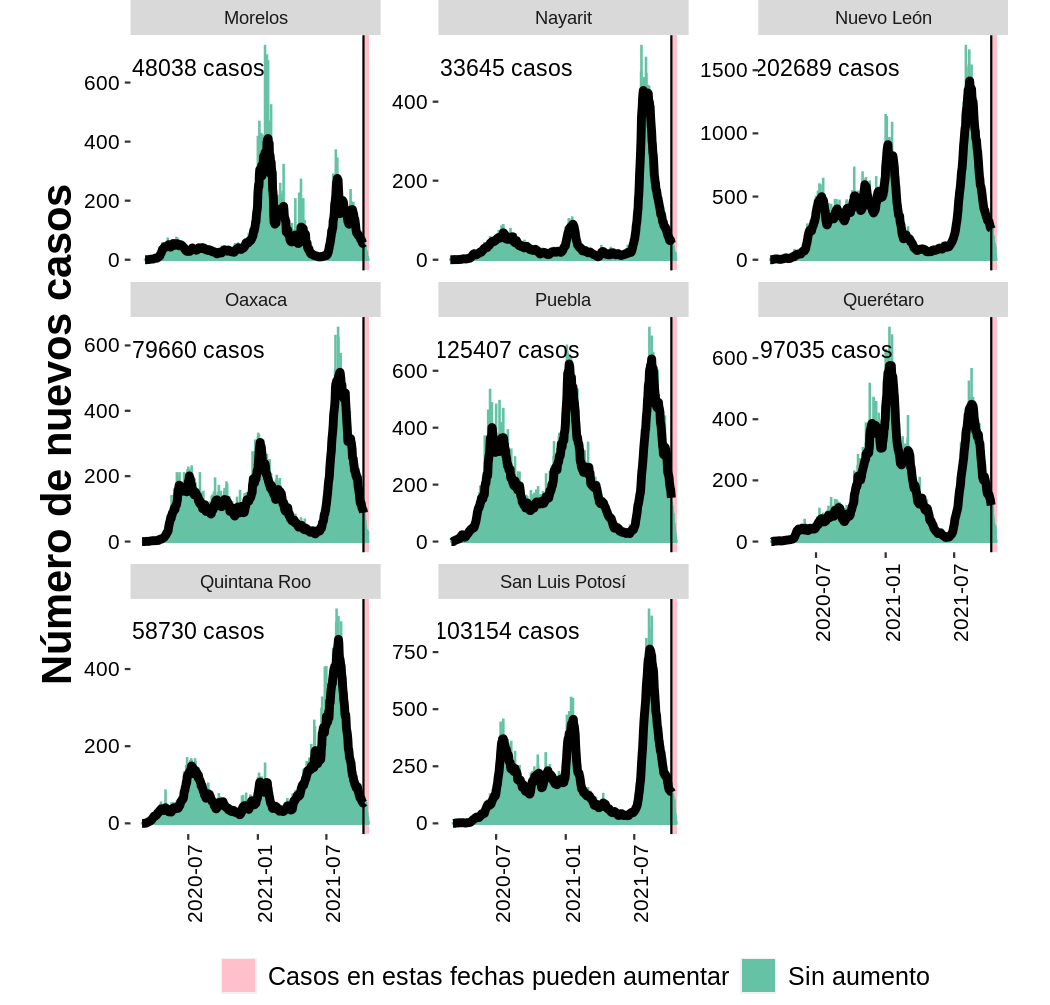 Morelos
Nayarit
Nuevo León
48038 casos
33645 casos
202689 casos
600
400
200
0
400
200
0
1500
1000
500
0
Número de nuevos casos
Oaxaca
Puebla
Querétaro
79660 casos
125407 casos
97035 casos
600
400
200
0
600
400
200
0
600
400
200
0
2020-07
2021-01
2021-07
Quintana Roo
San Luis Potosí
58730 casos
103154 casos
400
200
0
750
500
250
0
2020-07
2021-01
2021-07
2020-07
2021-01
2021-07
Casos en estas fechas pueden aumentar
Sin aumento